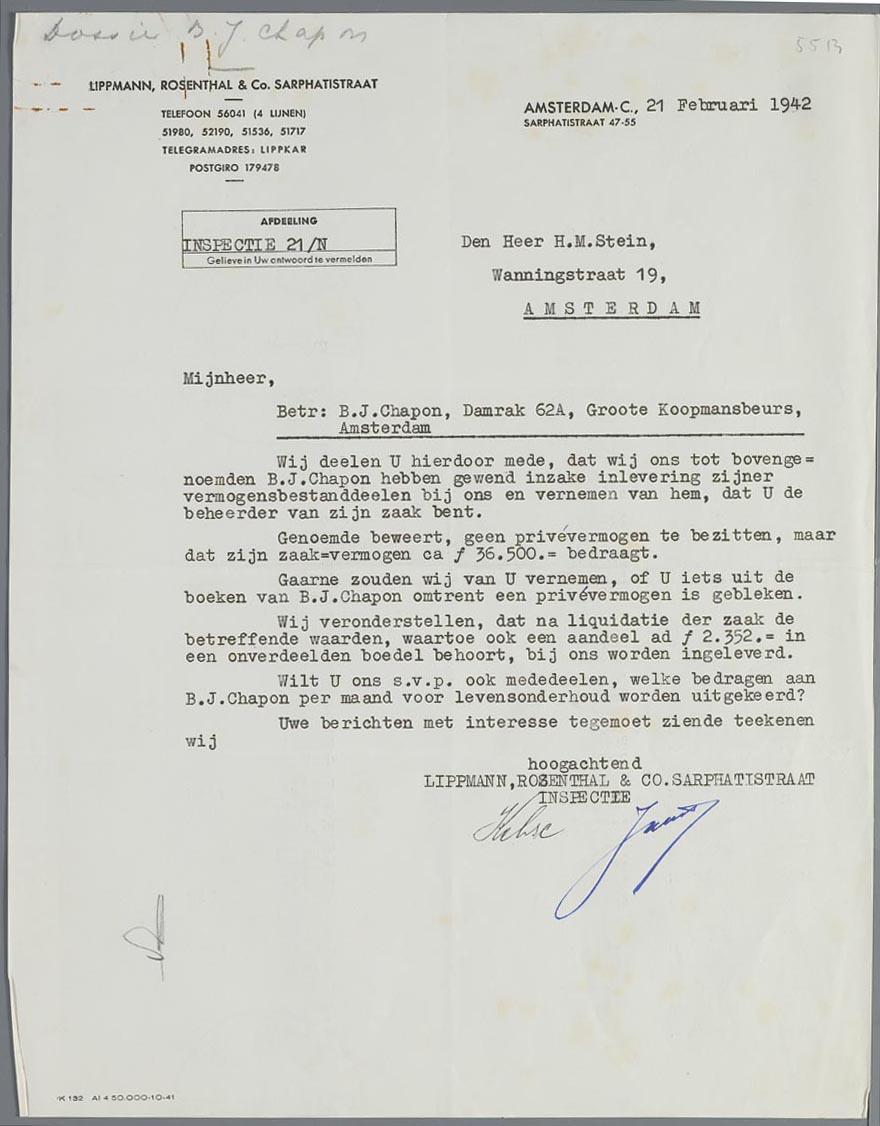 Dossier B. J. Chapon
55 B
LIPPMANN, ROSENTHAL & Co. SARPHATISTRAAT
TELEFOON 56041 (4 LIJNEN)
51980, 52190, 51536, 51717
TELEGRAMADRES: LIPPKAR
POSTGIRO 179478
AMSTERDAM-C., 21 Februari 1942
SARPHATISTRAAT 47-55
AFDEELING
INSPECTIE 21/N
Gelieve in Uw antwoord te vermelden
Den Heer H.M.Stein,
Wanningstraat 19,
A M S T E R D A M
Mijnheer,
Betr: B.J.Chapon, Damrak 62A, Groote Koopmansbeurs,
Amsterdam
Wij deelen U hierdoor mede, dat wij ons tot bovenge=
noemden B.J.Chapon hebben gewend inzake inlevering zijner
vermogensbestanddeelen bij ons en vernemen van hem, dat U de
beheerder van zijn zaak bent.
Genoemde beweert, geen privévermogen te bezitten, maar
dat zijn zaak=vermogen ca ƒ 36.500.= bedraagt.
Gaarne zouden wij van U vernemen, of U iets uit de
boeken van B.J.Chapon omtrent een privévermogen is gebleken.
Wij veronderstellen, dat na liquidatie der zaak de
betreffende waarden, waartoe ook een aandeel ad ƒ 2.352.= in
een onverdeelden boedel behoort, bij ons worden ingeleverd.
Wilt U ons s.v.p. ook mededeelen, welke bedragen aan
B.J.Chapon per maand voor levensonderhoud worden uitgekeerd?
Uwe berichten met interesse tegemoet ziende teekenen
wij
hoogachtend
LIPPMANN,ROSENTHAL & CO.SARPHATISTRAAT
INSPECTIE
K 132 AI 4 50.000-10-41